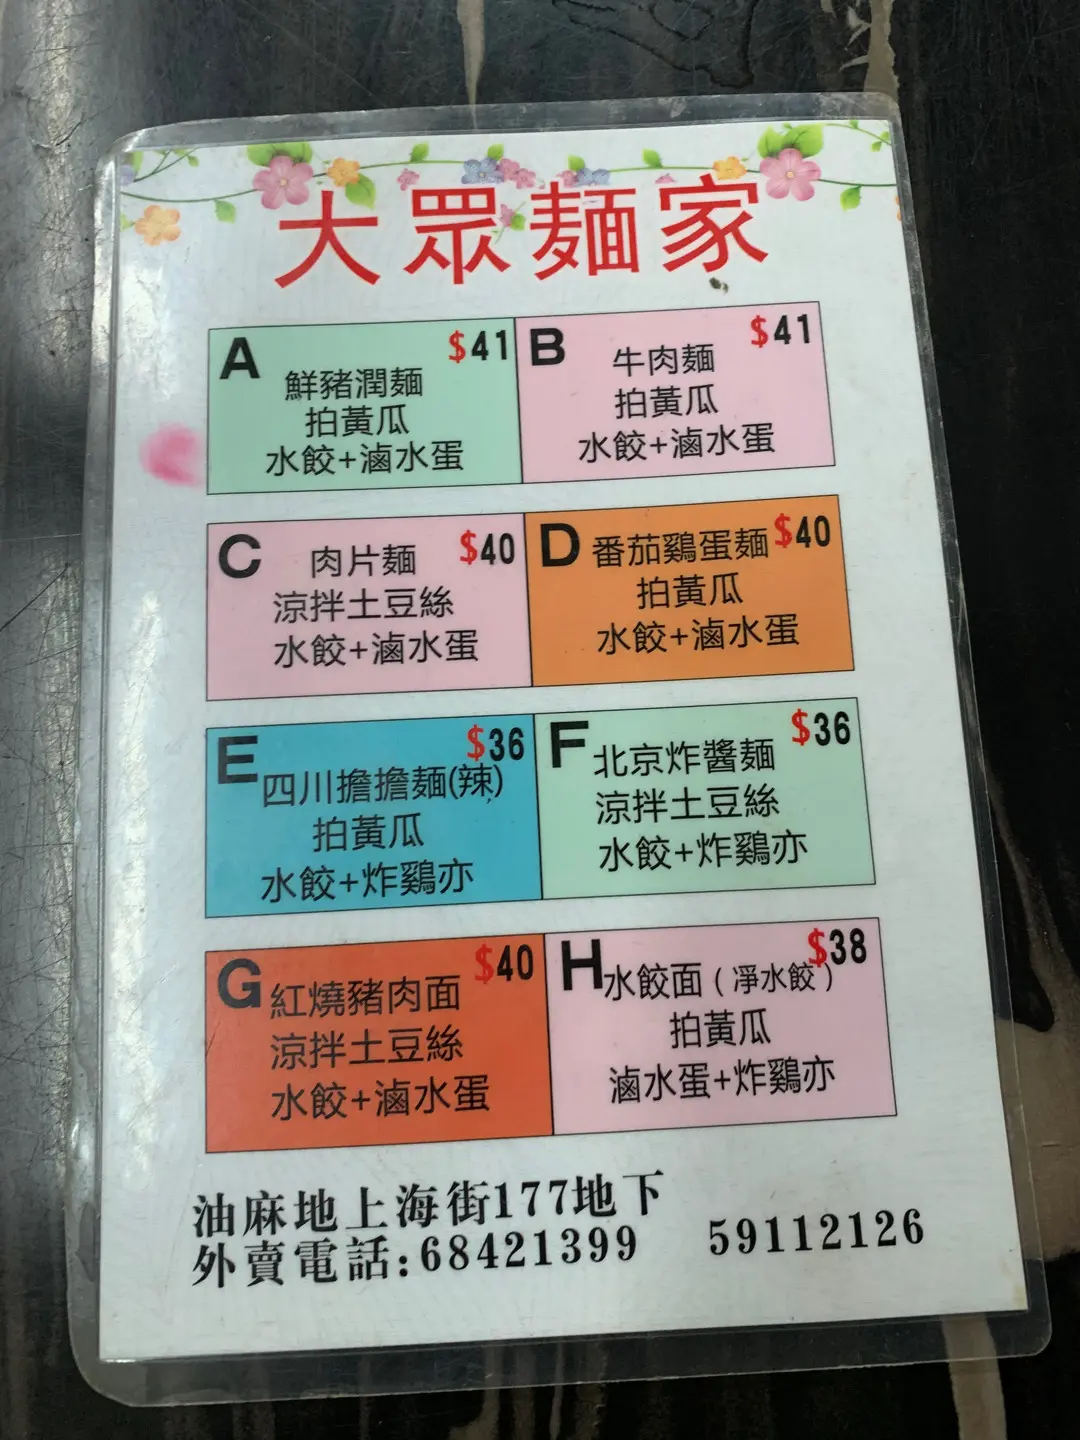 大眾麵家
A $41
鮮豬潤麵
拍黃瓜
水餃+滷水蛋
B $41
牛肉麵
拍黃瓜
水餃+滷水蛋
C $40
肉片麵
涼拌土豆絲
水餃+滷水蛋
D $40
番茄鷄蛋麵
拍黃瓜
水餃+滷水蛋
E $36
四川擔擔麵(辣)
拍黃瓜
水餃+炸鷄亦
F $36
北京炸醬麵
涼拌土豆絲
水餃+炸鷄亦
G $40
紅燒豬肉面
涼拌土豆絲
水餃+滷水蛋
H $38
水餃面(凈水餃)
拍黃瓜
滷水蛋+炸鷄亦
油麻地上海街177地下
外賣電話:68421399 59112126